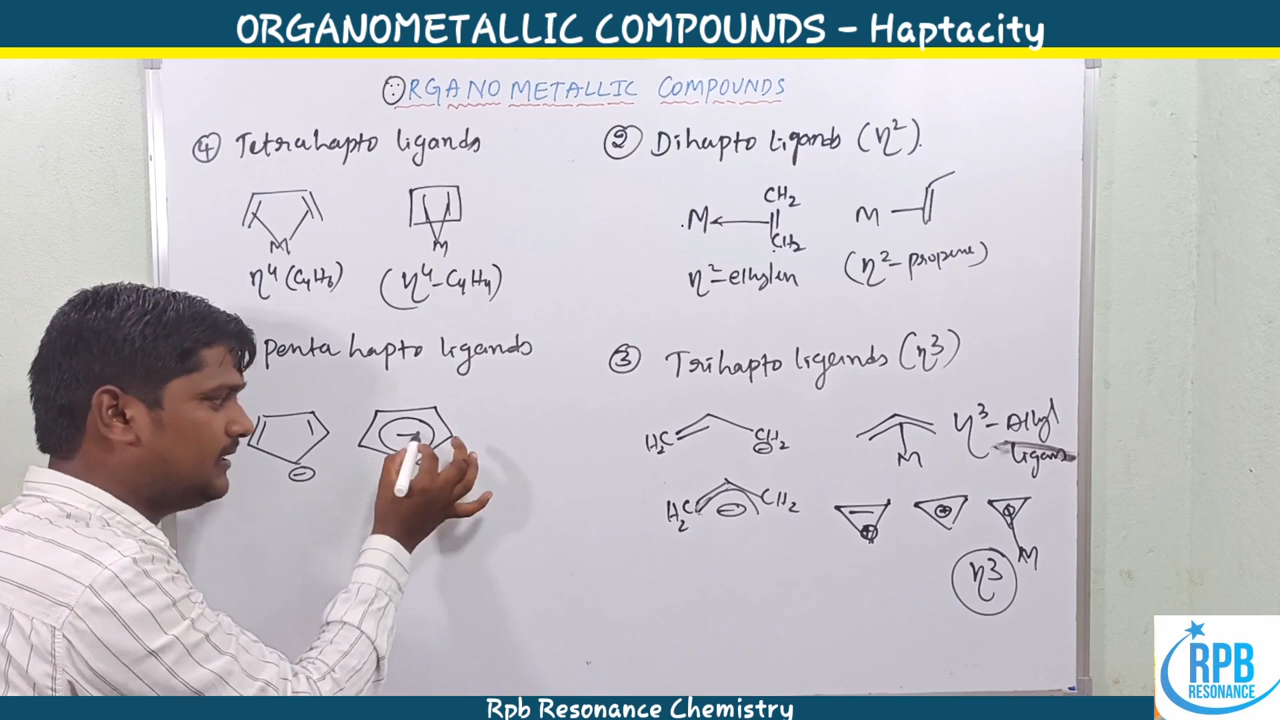 ORGANOMETALLIC COMPOUNDS – Haptacity
ORGANO METALLIC COMPOUNDS
④ Tetrahapto ligands
M
M
η⁴ (C₄H₆)
(η⁴-C₄H₄)
Penta hapto ligands
⊖
−
② Dihapto ligands (η²).
M
CH₂
CH₂
M
η²-ethylen
(η²-propene)
③ Trihapto ligands (η³)
H₂C
CH₂
⊖
M
η³- Allyl
ligand
H₂C
CH₂
⊖
⊕
⊕
⊕
M
η³
RPB
RESONANCE
Rpb Resonance Chemistry